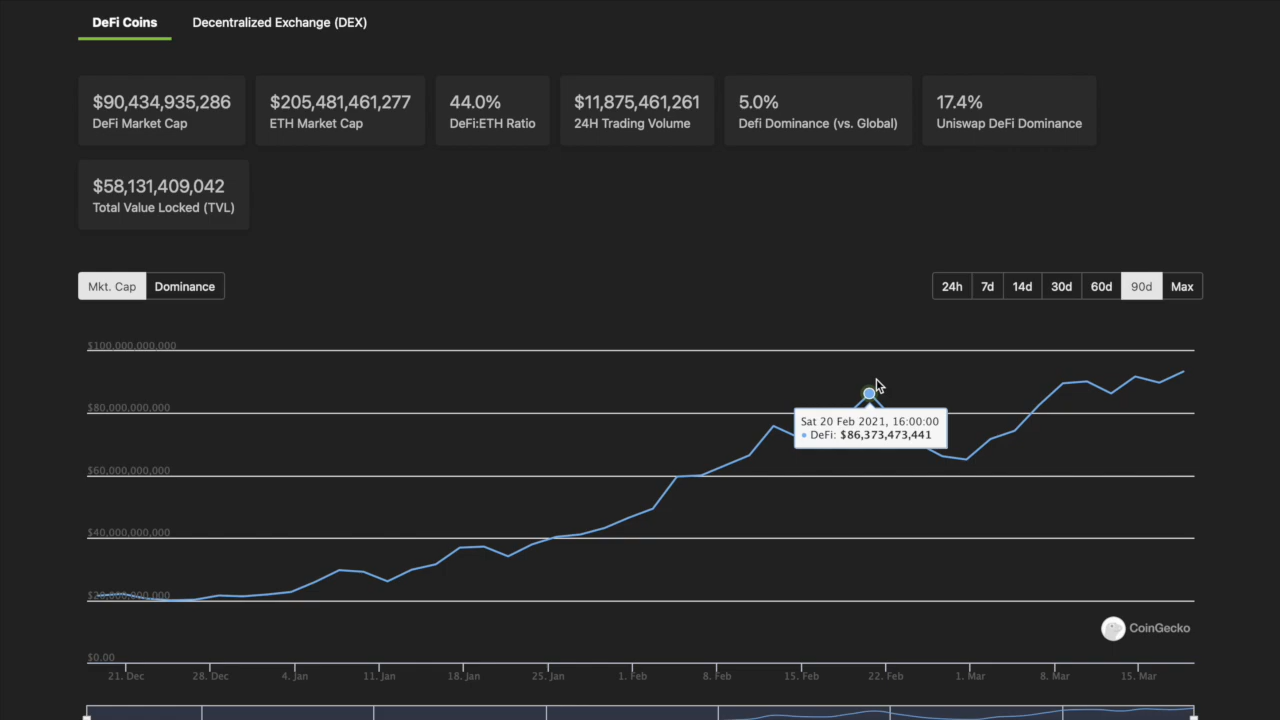 DeFi Coins Decentralized Exchange (DEX)
$90,434,935,286 $205,481,461,277 44.0% $11,875,461,261 5.0% 17.4%
DeFi Market Cap ETH Market Cap DeFi:ETH Ratio 24H Trading Volume Defi Dominance (vs. Global) Uniswap DeFi Dominance
$58,131,409,042
Total Value Locked (TVL)
Mkt. Cap Dominance 24h 7d 14d 30d 60d 90d Max
$100,000,000,000
$80,000,000,000
Sat 20 Feb 2021, 16:00:00
DeFi: $86,373,473,441
$60,000,000,000
$40,000,000,000
$20,000,000,000
CoinGecko
$0.00
21. Dec 28. Dec 4. Jan 11. Jan 18. Jan 25. Jan 1. Feb 8. Feb 15. Feb 22. Feb 1. Mar 8. Mar 15. Mar